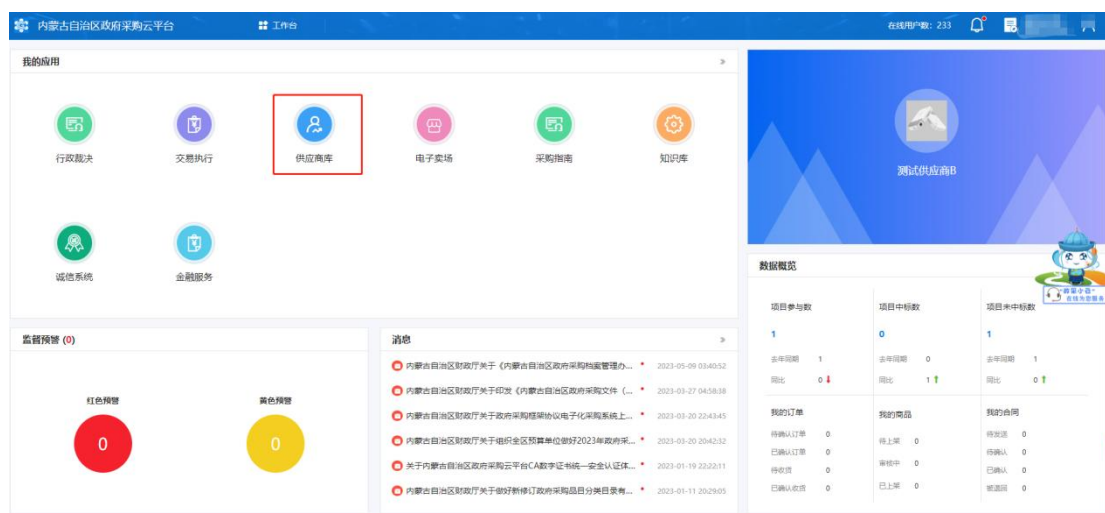 内蒙古自治区政府采购云平台
工作台
在线用户数: 233
我的应用
行政裁决
交易执行
供应商库
电子卖场
采购指南
知识库
诚信系统
金融服务
测试供应商B
数据概览
项目参与数
项目中标数
项目未中标数
1
0
1
去年同期 1
去年同期 0
去年同期 1
同比 0
同比 1
同比 0
我的订单
我的商品
我的合同
待确认订单 0
已确认订单 0
待收货 0
已确认收货 0
待上架 0
审核中 0
已上架 0
待发送 0
待确认 0
已确认 0
被退回 0
监督预警 (0)
红色预警
黄色预警
0
0
消息
内蒙古自治区财政厅关于《内蒙古自治区政府采购档案管理办... 2023-05-09 03:40:52
内蒙古自治区财政厅关于印发《内蒙古自治区政府采购文件（... 2023-03-27 04:58:38
内蒙古自治区财政厅关于政府采购框架协议电子化采购系统上... 2023-03-20 22:43:45
内蒙古自治区财政厅关于组织全区预算单位做好2023年政府采... 2023-03-20 20:42:32
关于内蒙古自治区政府采购云平台CA数字证书统一安全认证体... 2023-01-19 22:22:11
内蒙古自治区财政厅关于做好新修订政府采购品目分类目录有... 2023-01-11 20:29:05